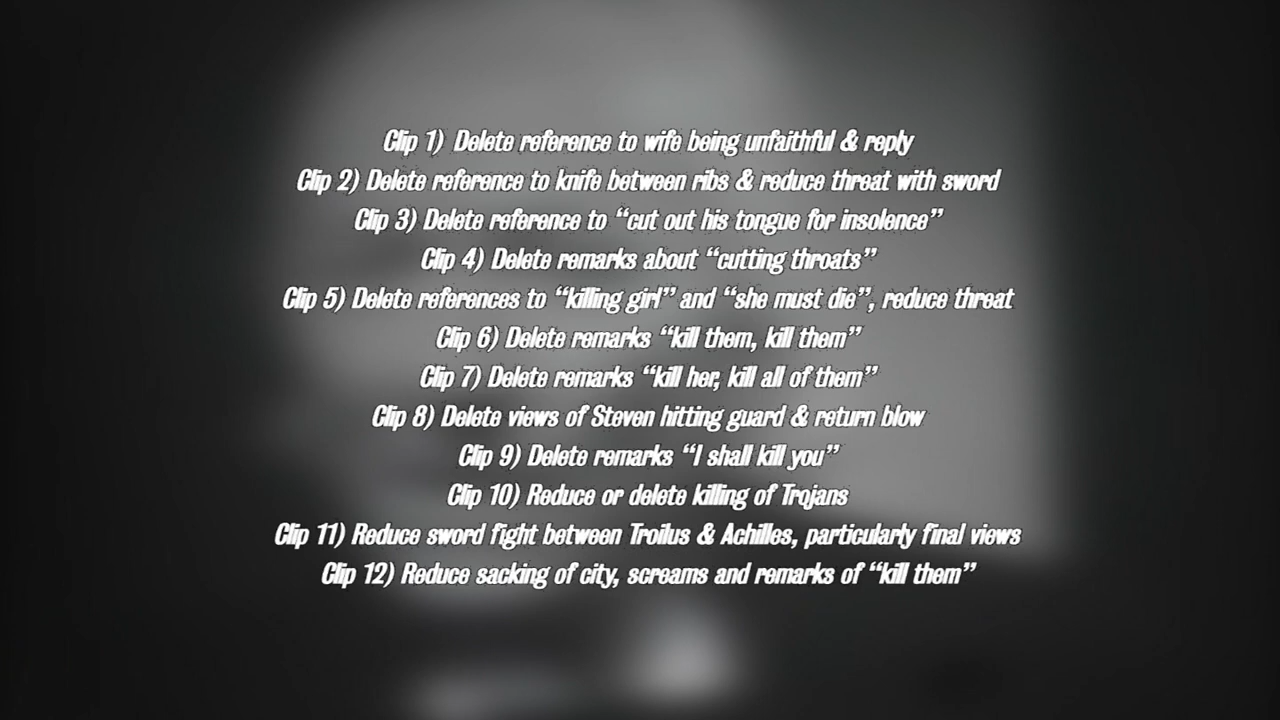 Clip 1) Delete reference to wife being unfaithful & reply
Clip 2) Delete reference to knife between ribs & reduce threat with sword
Clip 3) Delete reference to “cut out his tongue for insolence”
Clip 4) Delete remarks about “cutting throats”
Clip 5) Delete references to “killing girl” and “she must die”, reduce threat
Clip 6) Delete remarks “kill them, kill them”
Clip 7) Delete remarks “kill her, kill all of them”
Clip 8) Delete views of Steven hitting guard & return blow
Clip 9) Delete remarks “I shall kill you”
Clip 10) Reduce or delete killing of Trojans
Clip 11) Reduce sword fight between Troilus & Achilles, particularly final views
Clip 12) Reduce sacking of city, screams and remarks of “kill them”